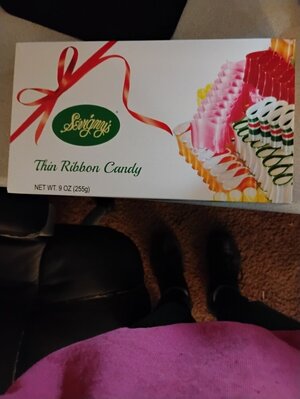 Sevigny's
Thin Ribbon Candy
NET WT. 9 OZ (255g)